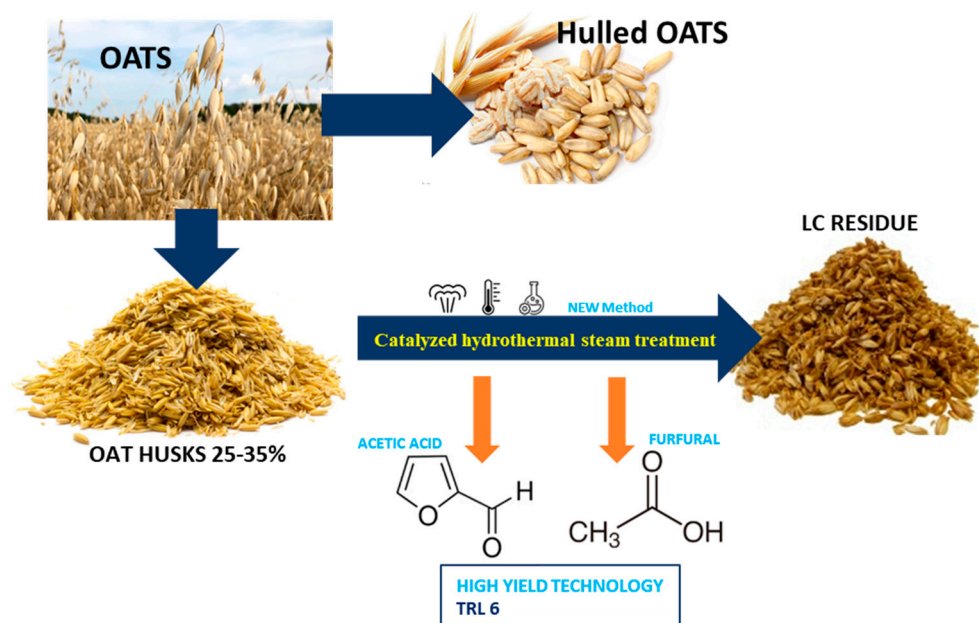 OATS
Hulled OATS
LC RESIDUE
NEW Method
Catalyzed hydrothermal steam treatment
OAT HUSKS 25-35%
ACETIC ACID
FURFURAL
O
H
O
O
CH3
OH
HIGH YIELD TECHNOLOGY
TRL 6